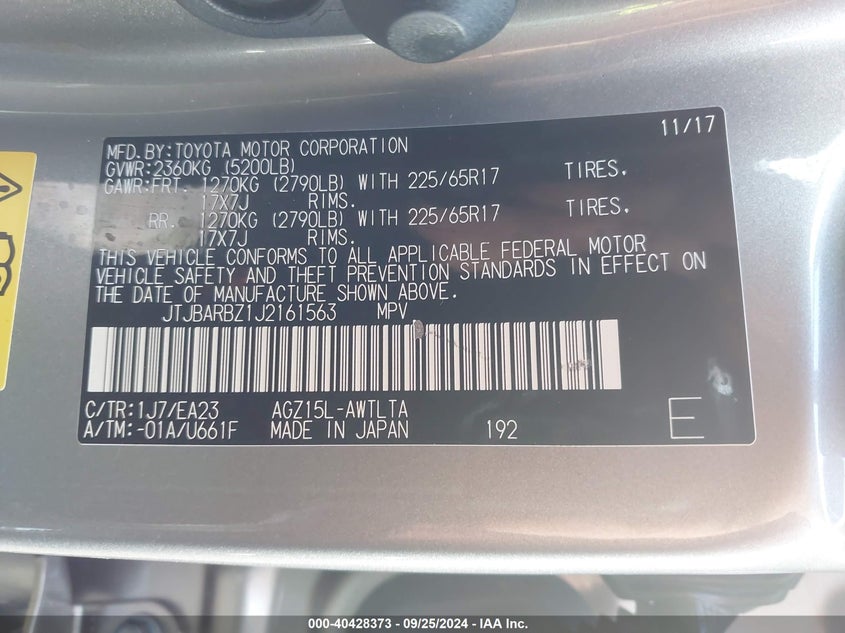 11/17
MFD.BY:TOYOTA MOTOR CORPORATION
GVWR:2360KG (5200LB)
GAWR:FRT. 1270KG (2790LB) WITH 225/65R17 TIRES.
17X7J RIMS.
RR. 1270KG (2790LB) WITH 225/65R17 TIRES.
17X7J RIMS.
THIS VEHICLE CONFORMS TO ALL APPLICABLE FEDERAL MOTOR
VEHICLE SAFETY AND THEFT PREVENTION STANDARDS IN EFFECT ON
THE DATE OF MANUFACTURE SHOWN ABOVE.
JTJBARBZ1J2161563 MPV
C/TR:1J7/EA23 AGZ15L-AWTLTA
A/TM:-01A/U661F MADE IN JAPAN 192 E
000-40428373 - 09/25/2024 - IAA Inc.